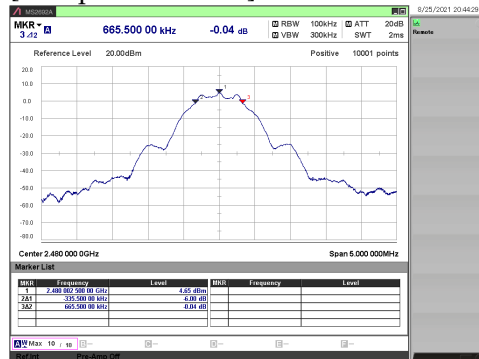 MS2692A
8/25/2021 20:44:29
MKR
3 Δ2 A 665.500 00 kHz -0.04 dB
RBW 100kHz ATT 20dB
VBW 300kHz SWT 2ms
Remote
Reference Level 20.00dBm Positive 10001 points
20.0
10.0
0.0
-10.0
-20.0
-30.0
-40.0
-50.0
-60.0
-70.0
-80.0
1
2
3
Center 2.480 000 0GHz Span 5.000 000MHz
Marker List
MKR Frequency Level MKR Frequency Level
1 2.480 002 500 00 GHz 4.65 dBm
2Δ1 -335.500 00 kHz -6.00 dB
3Δ2 665.500 00 kHz -0.04 dB
A W Max 10 / 10
Ref.Int Pre-Amp Off